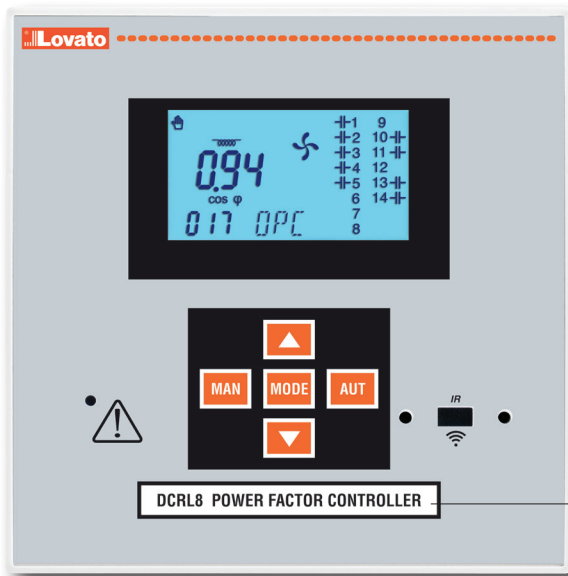 Lovato
1 9
2 10
3 11
4 12
5 13
6 14
7
8
0.94
cos φ
017 OPC
MAN MODE AUT
IR
DCRL8 POWER FACTOR CONTROLLER